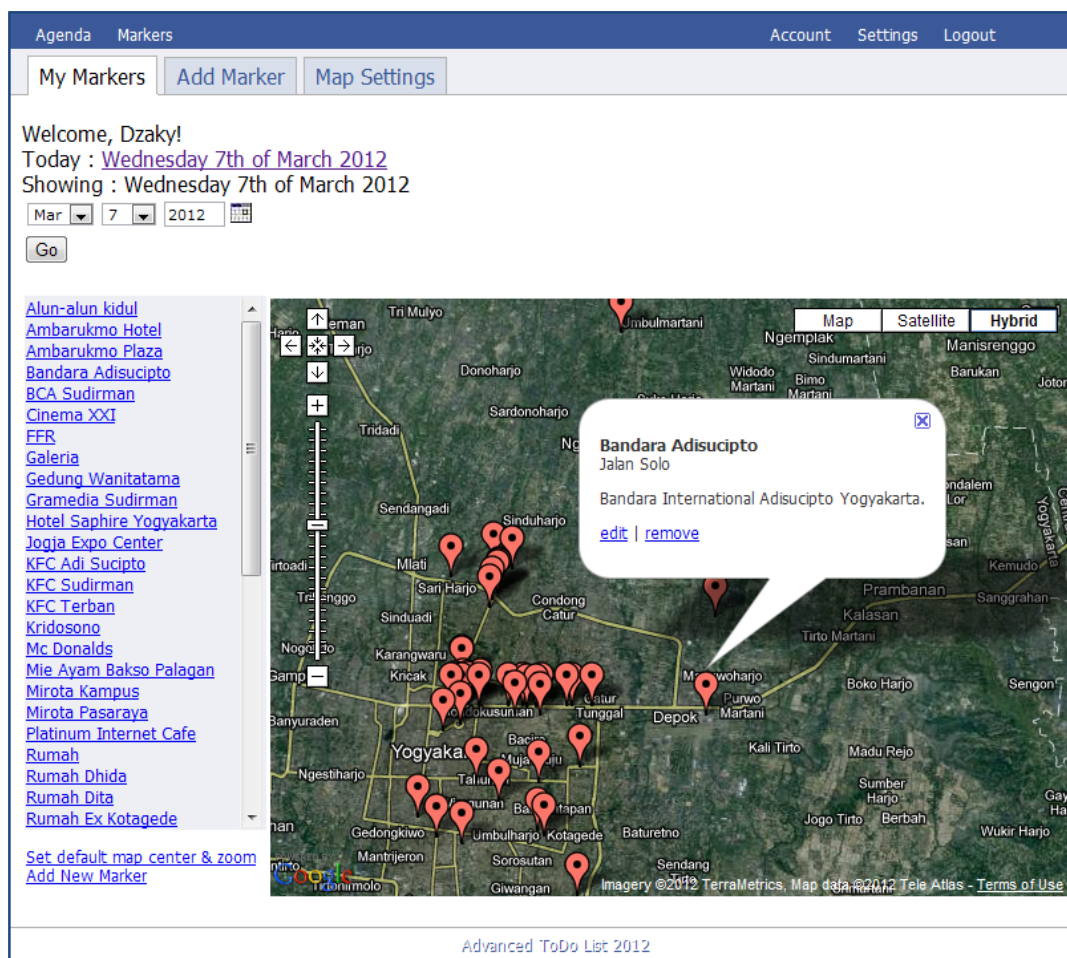 Agenda Markers Account Settings Logout
My Markers Add Marker Map Settings
Welcome, Dzaky!
Today : Wednesday 7th of March 2012
Showing : Wednesday 7th of March 2012
Mar 7 2012
Go
Alun-alun kidul
Ambarukmo Hotel
Ambarukmo Plaza
Bandara Adisucipto
BCA Sudirman
Cinema XXI
FFR
Galeria
Gedung Wanitatama
Gramedia Sudirman
Hotel Saphire Yogyakarta
Jogja Expo Center
KFC Adi Sucipto
KFC Sudirman
KFC Terban
Kridosono
Mc Donalds
Mie Ayam Bakso Palagan
Mirota Kampus
Mirota Pasaraya
Platinum Internet Cafe
Rumah
Rumah Dhida
Rumah Dita
Rumah Ex Kotagede
Set default map center & zoom
Add New Marker
Map Satellite Hybrid
Tri Mulyo
eman
Umbulmartani
Ngemplak
Manisrenggo
Sindumartani
Donoharjo
Widodo
Martani
Bimo
Martani
Barukan
Joton
Sardonoharjo
Tridadi
Bandara Adisucipto
Jalan Solo
Bandara International Adisucipto Yogyakarta.
edit | remove
ondalem
Lor
Yogyakarta
Sendangadi
Sinduharjo
san
Kemudo
irtoadi
Mlati
Sari Harjo
Prambanan
Sanggrahan
Condong
Catur
Sinduadi
Kalasan
Tirto Martani
Karangwaru
Kricak
Boko Harjo
Sengon
Catur
Tunggal
Depok
Purwo
Martani
Banyuraden
Kali Tirto
Madu Rejo
Ngestiharjo
Sumber
Harjo
Jogo Tirto
Berbah
Wukir Harjo
Gedongkiwo
Umbulharjo
Kotagede
Baturetno
Mantrijeron
Sorosutan
Sendang
Tirto
Giwangan
Google
Imagery ©2012 TerraMetrics, Map data ©2012 Tele Atlas - Terms of Use
Advanced ToDo List 2012